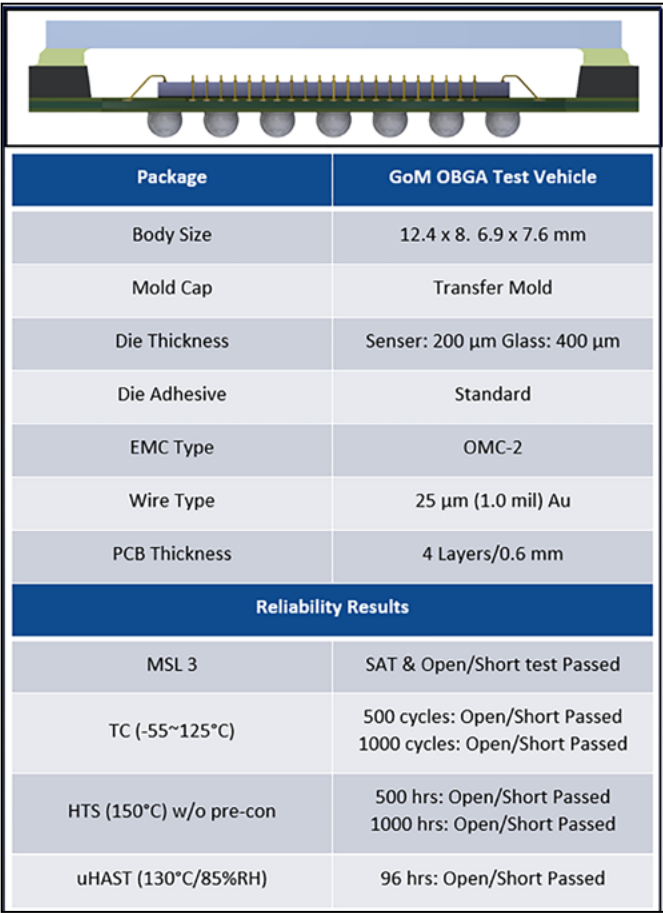 Package GoM OBGA Test Vehicle
Body Size 12.4 x 8. 6.9 x 7.6 mm
Mold Cap Transfer Mold
Die Thickness Senser: 200 µm Glass: 400 µm
Die Adhesive Standard
EMC Type OMC-2
Wire Type 25 µm (1.0 mil) Au
PCB Thickness 4 Layers/0.6 mm
Reliability Results
MSL 3 SAT & Open/Short test Passed
TC (-55~125°C) 500 cycles: Open/Short Passed
1000 cycles: Open/Short Passed
HTS (150°C) w/o pre-con 500 hrs: Open/Short Passed
1000 hrs: Open/Short Passed
uHAST (130°C/85%RH) 96 hrs: Open/Short Passed